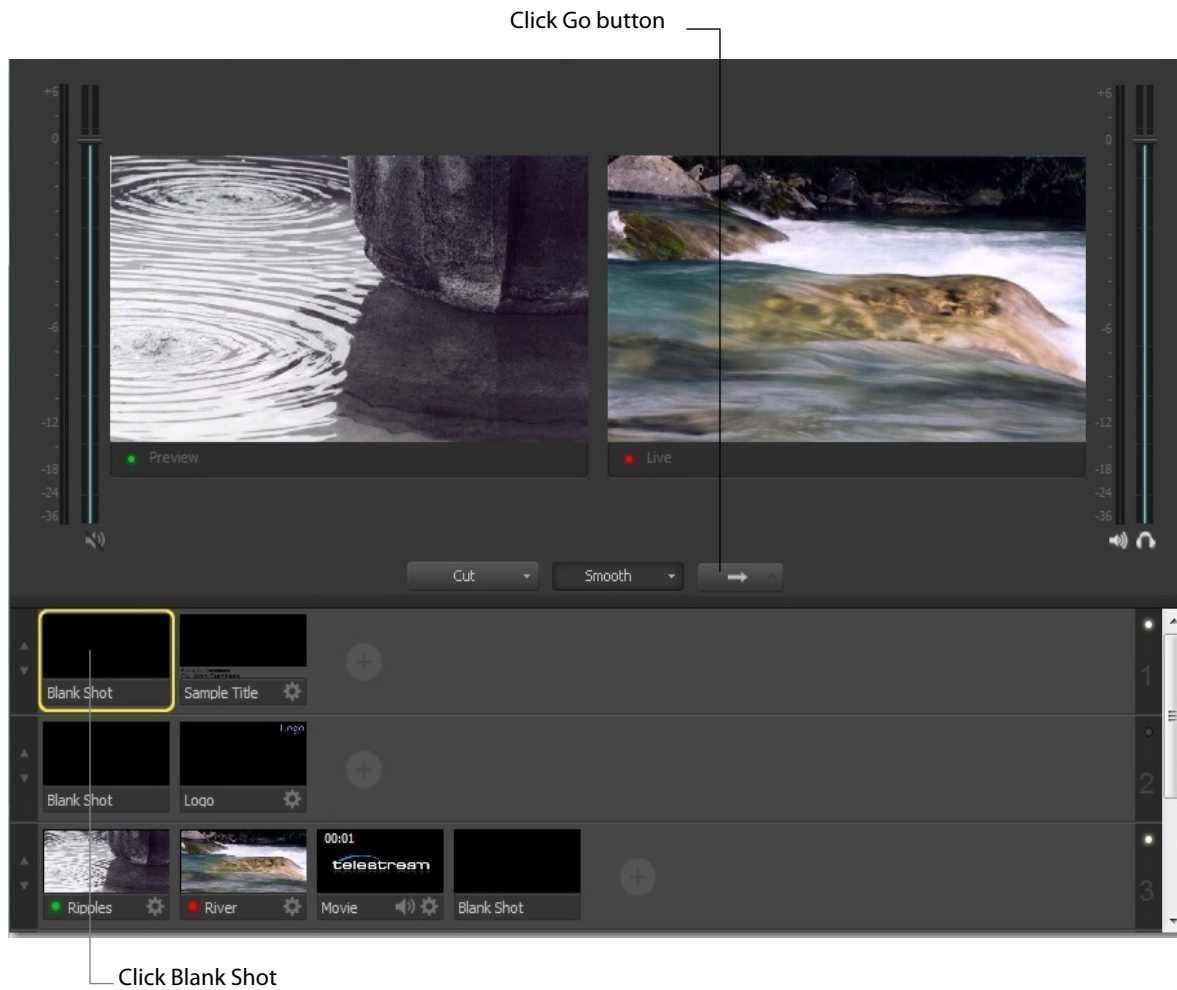 Click Go button
+6
0
-6
-12
-18
-24
-36
+6
0
-6
-12
-18
-24
-36
Preview
Live
Cut
Smooth
Blank Shot
Sample Title
1
Logo
Blank Shot
Logo
2
00:01
telestream
Ripples
River
Movie
Blank Shot
3
Click Blank Shot